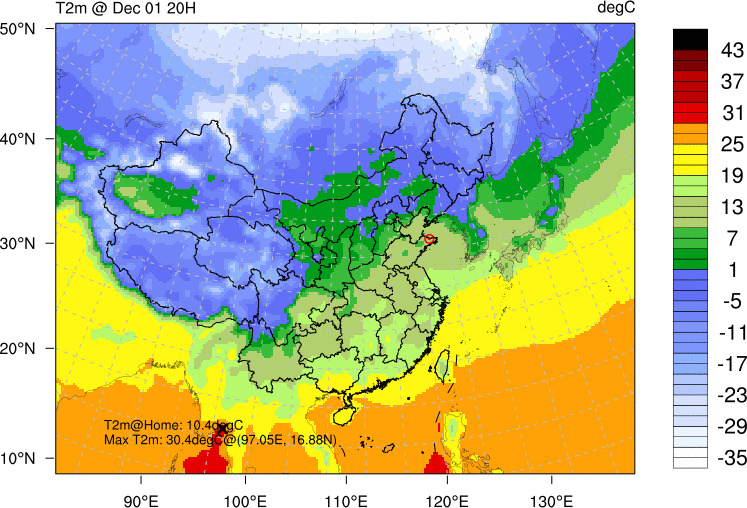 T2m @ Dec 01 20H
degC
50°N
40°N
30°N
20°N
10°N
T2m@Home: 10.4degC
Max T2m: 30.4degC@(97.05E, 16.88N)
90°E
100°E
110°E
120°E
130°E
43
37
31
25
19
13
7
1
-5
-11
-17
-23
-29
-35